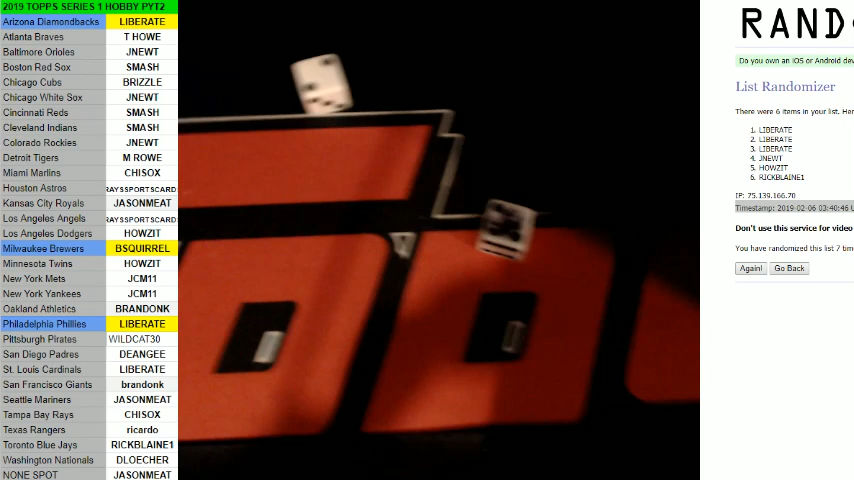 2019 TOPPS SERIES 1 HOBBY PYT2
Arizona Diamondbacks LIBERATE
Atlanta Braves T HOWE
Baltimore Orioles JNEWT
Boston Red Sox SMASH
Chicago Cubs BRIZZLE
Chicago White Sox JNEWT
Cincinnati Reds SMASH
Cleveland Indians SMASH
Colorado Rockies JNEWT
Detroit Tigers M ROWE
Miami Marlins CHISOX
Houston Astros RAYSSPORTSCARD
Kansas City Royals JASONMEAT
Los Angeles Angels RAYSSPORTSCARD
Los Angeles Dodgers HOWZIT
Milwaukee Brewers BSQUIRREL
Minnesota Twins HOWZIT
New York Mets JCM11
New York Yankees JCM11
Oakland Athletics BRANDONK
Philadelphia Phillies LIBERATE
Pittsburgh Pirates WILDCAT30
San Diego Padres DEANGEE
St. Louis Cardinals LIBERATE
San Francisco Giants brandonk
Seattle Mariners JASONMEAT
Tampa Bay Rays CHISOX
Texas Rangers ricardo
Toronto Blue Jays RICKBLAINE1
Washington Nationals DLOECHER
NONE SPOT JASONMEAT
RAND
Do you own an iOS or Android dev
List Randomizer
There were 6 items in your list. Her
1. LIBERATE
2. LIBERATE
3. LIBERATE
4. JNEWT
5. HOWZIT
6. RICKBLAINE1
IP: 75.139.166.70
Timestamp: 2019-02-06 03:40:46 U
Don't use this service for video
You have randomized this list 7 tim
Again! Go Back